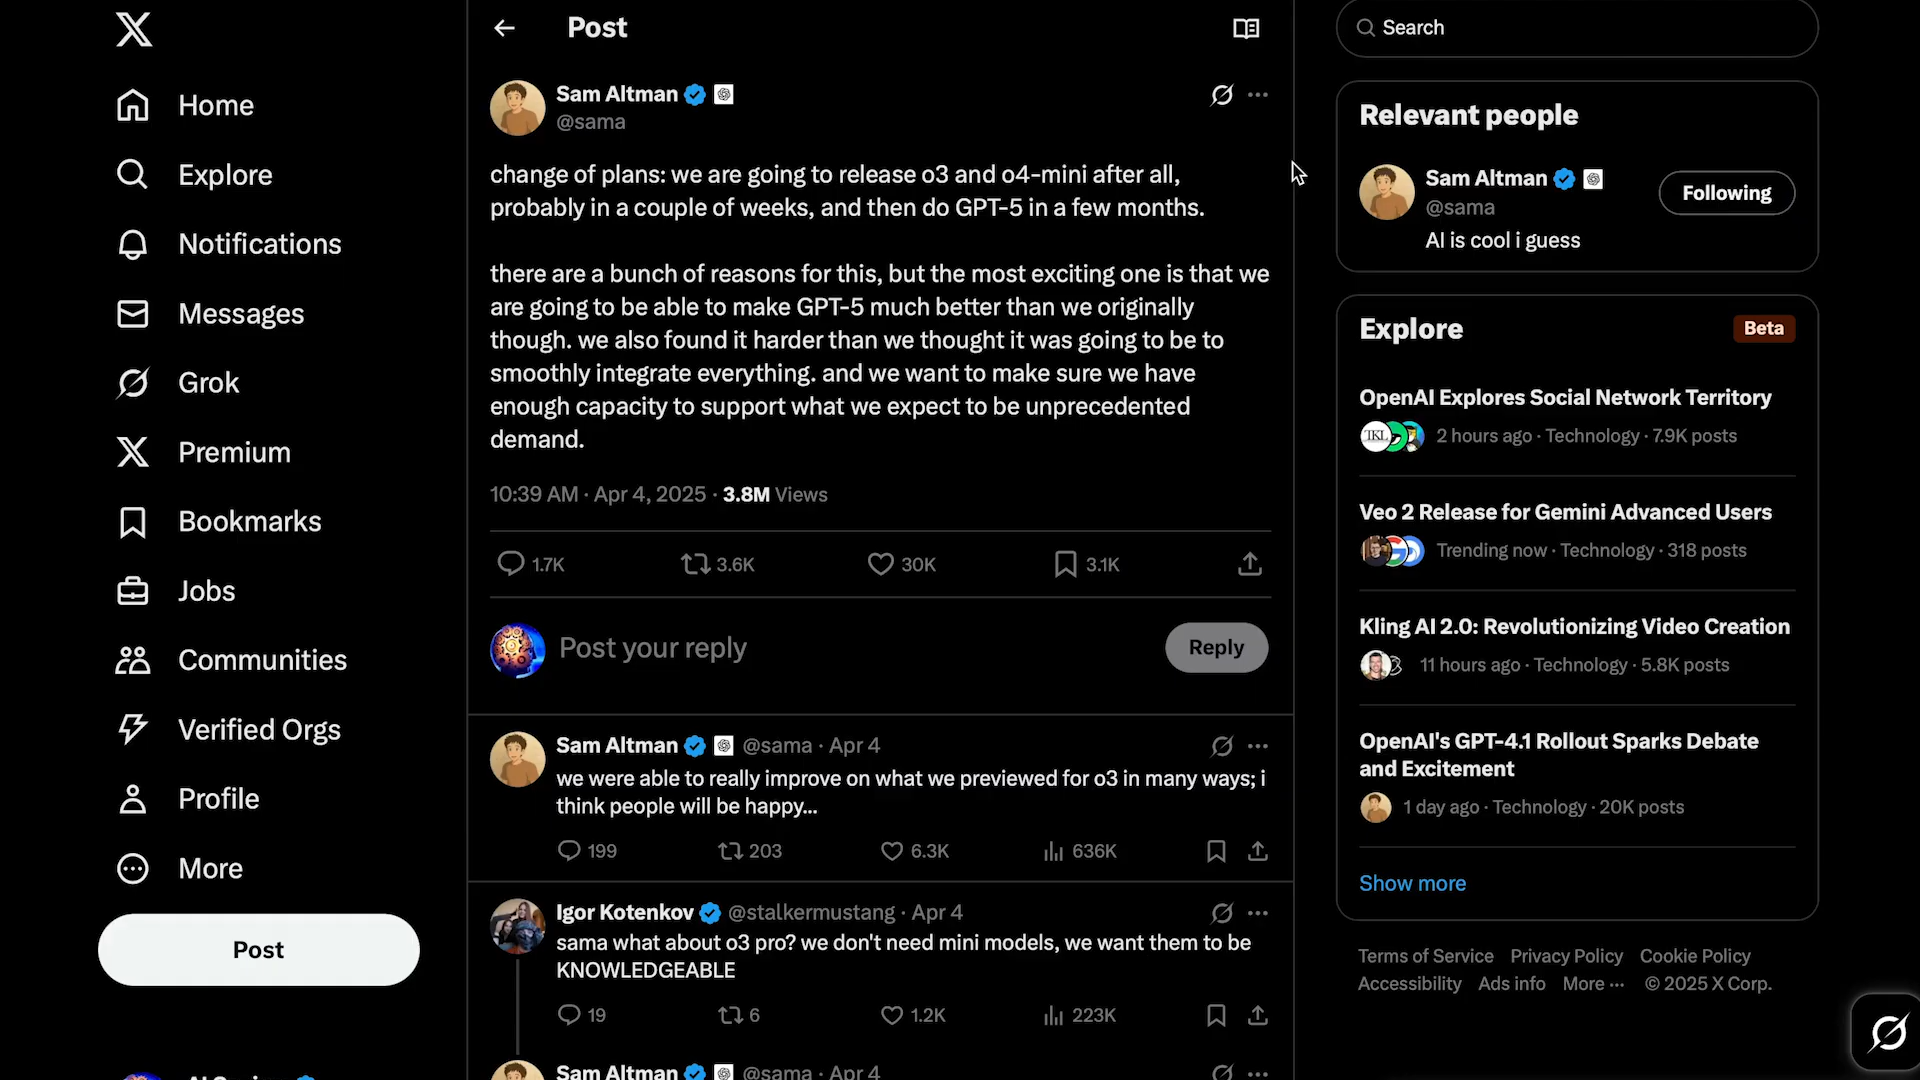 Home
Explore
Notifications
Messages
Grok
Premium
Bookmarks
Jobs
Communities
Verified Orgs
Profile
More
Post
Post
Sam Altman
@sama
change of plans: we are going to release o3 and o4-mini after all,
probably in a couple of weeks, and then do GPT-5 in a few months.
there are a bunch of reasons for this, but the most exciting one is that we
are going to be able to make GPT-5 much better than we originally
though. we also found it harder than we thought it was going to be to
smoothly integrate everything. and we want to make sure we have
enough capacity to support what we expect to be unprecedented
demand.
10:39 AM · Apr 4, 2025 · 3.8M Views
1.7K 3.6K 30K 3.1K
Post your reply
Reply
Sam Altman @sama · Apr 4
we were able to really improve on what we previewed for o3 in many ways; i
think people will be happy...
199 203 6.3K 636K
Igor Kotenkov @stalkermustang · Apr 4
sama what about o3 pro? we don't need mini models, we want them to be
KNOWLEDGEABLE
19 6 1.2K 223K
Sam Altman @sama · Apr 4
Search
Relevant people
Sam Altman
@sama
Following
AI is cool i guess
Explore
Beta
OpenAI Explores Social Network Territory
TKL
2 hours ago · Technology · 7.9K posts
Veo 2 Release for Gemini Advanced Users
Trending now · Technology · 318 posts
Kling AI 2.0: Revolutionizing Video Creation
11 hours ago · Technology · 5.8K posts
OpenAI's GPT-4.1 Rollout Sparks Debate
and Excitement
1 day ago · Technology · 20K posts
Show more
Terms of Service Privacy Policy Cookie Policy
Accessibility Ads info More ··· © 2025 X Corp.